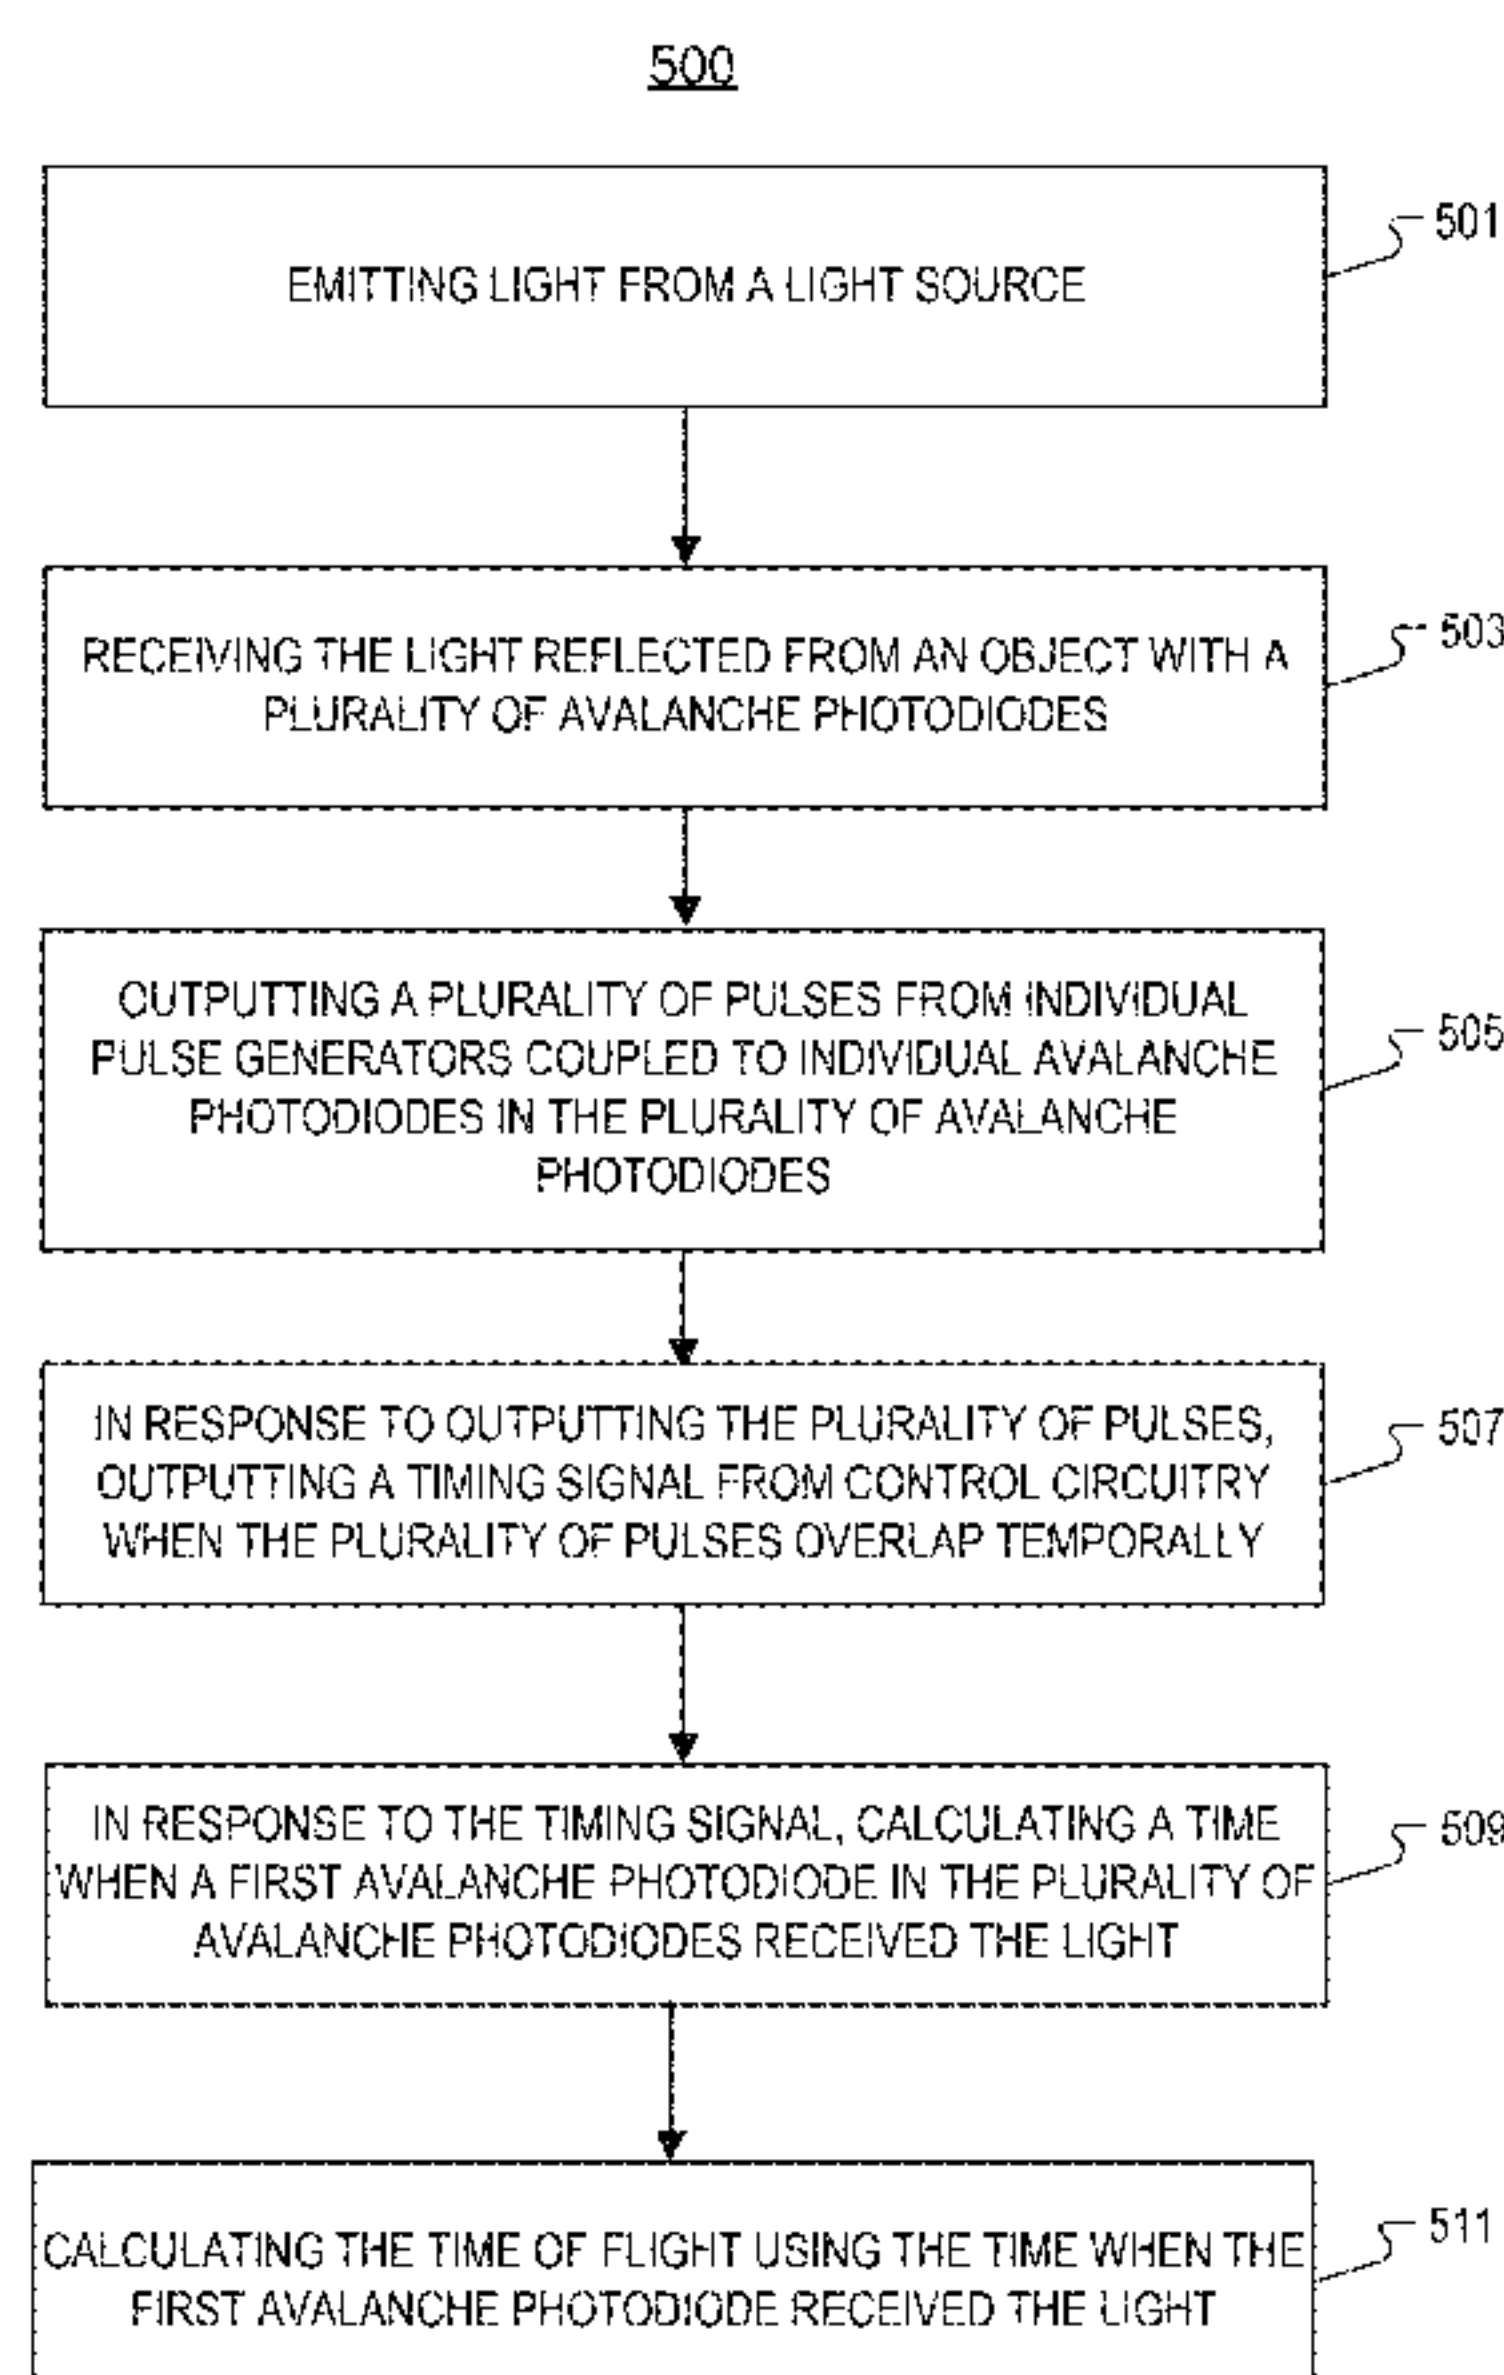 500
EMITTING LIGHT FROM A LIGHT SOURCE
501
RECEIVING THE LIGHT REFLECTED FROM AN OBJECT WITH A
PLURALITY OF AVALANCHE PHOTODIODES
503
OUTPUTTING A PLURALITY OF PULSES FROM INDIVIDUAL
PULSE GENERATORS COUPLED TO INDIVIDUAL AVALANCHE
PHOTODIODES IN THE PLURALITY OF AVALANCHE
PHOTODIODES
505
IN RESPONSE TO OUTPUTTING THE PLURALITY OF PULSES,
OUTPUTTING A TIMING SIGNAL FROM CONTROL CIRCUITRY
WHEN THE PLURALITY OF PULSES OVERLAP TEMPORALLY
507
IN RESPONSE TO THE TIMING SIGNAL, CALCULATING A TIME
WHEN A FIRST AVALANCHE PHOTODIODE IN THE PLURALITY OF
AVALANCHE PHOTODIODES RECEIVED THE LIGHT
509
CALCULATING THE TIME OF FLIGHT USING THE TIME WHEN THE
FIRST AVALANCHE PHOTODIODE RECEIVED THE LIGHT
511